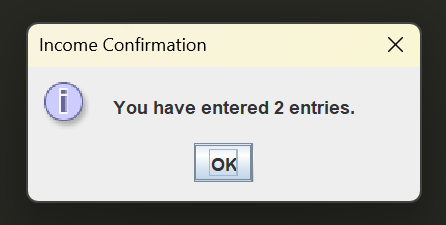 Income Confirmation
You have entered 2 entries.
OK